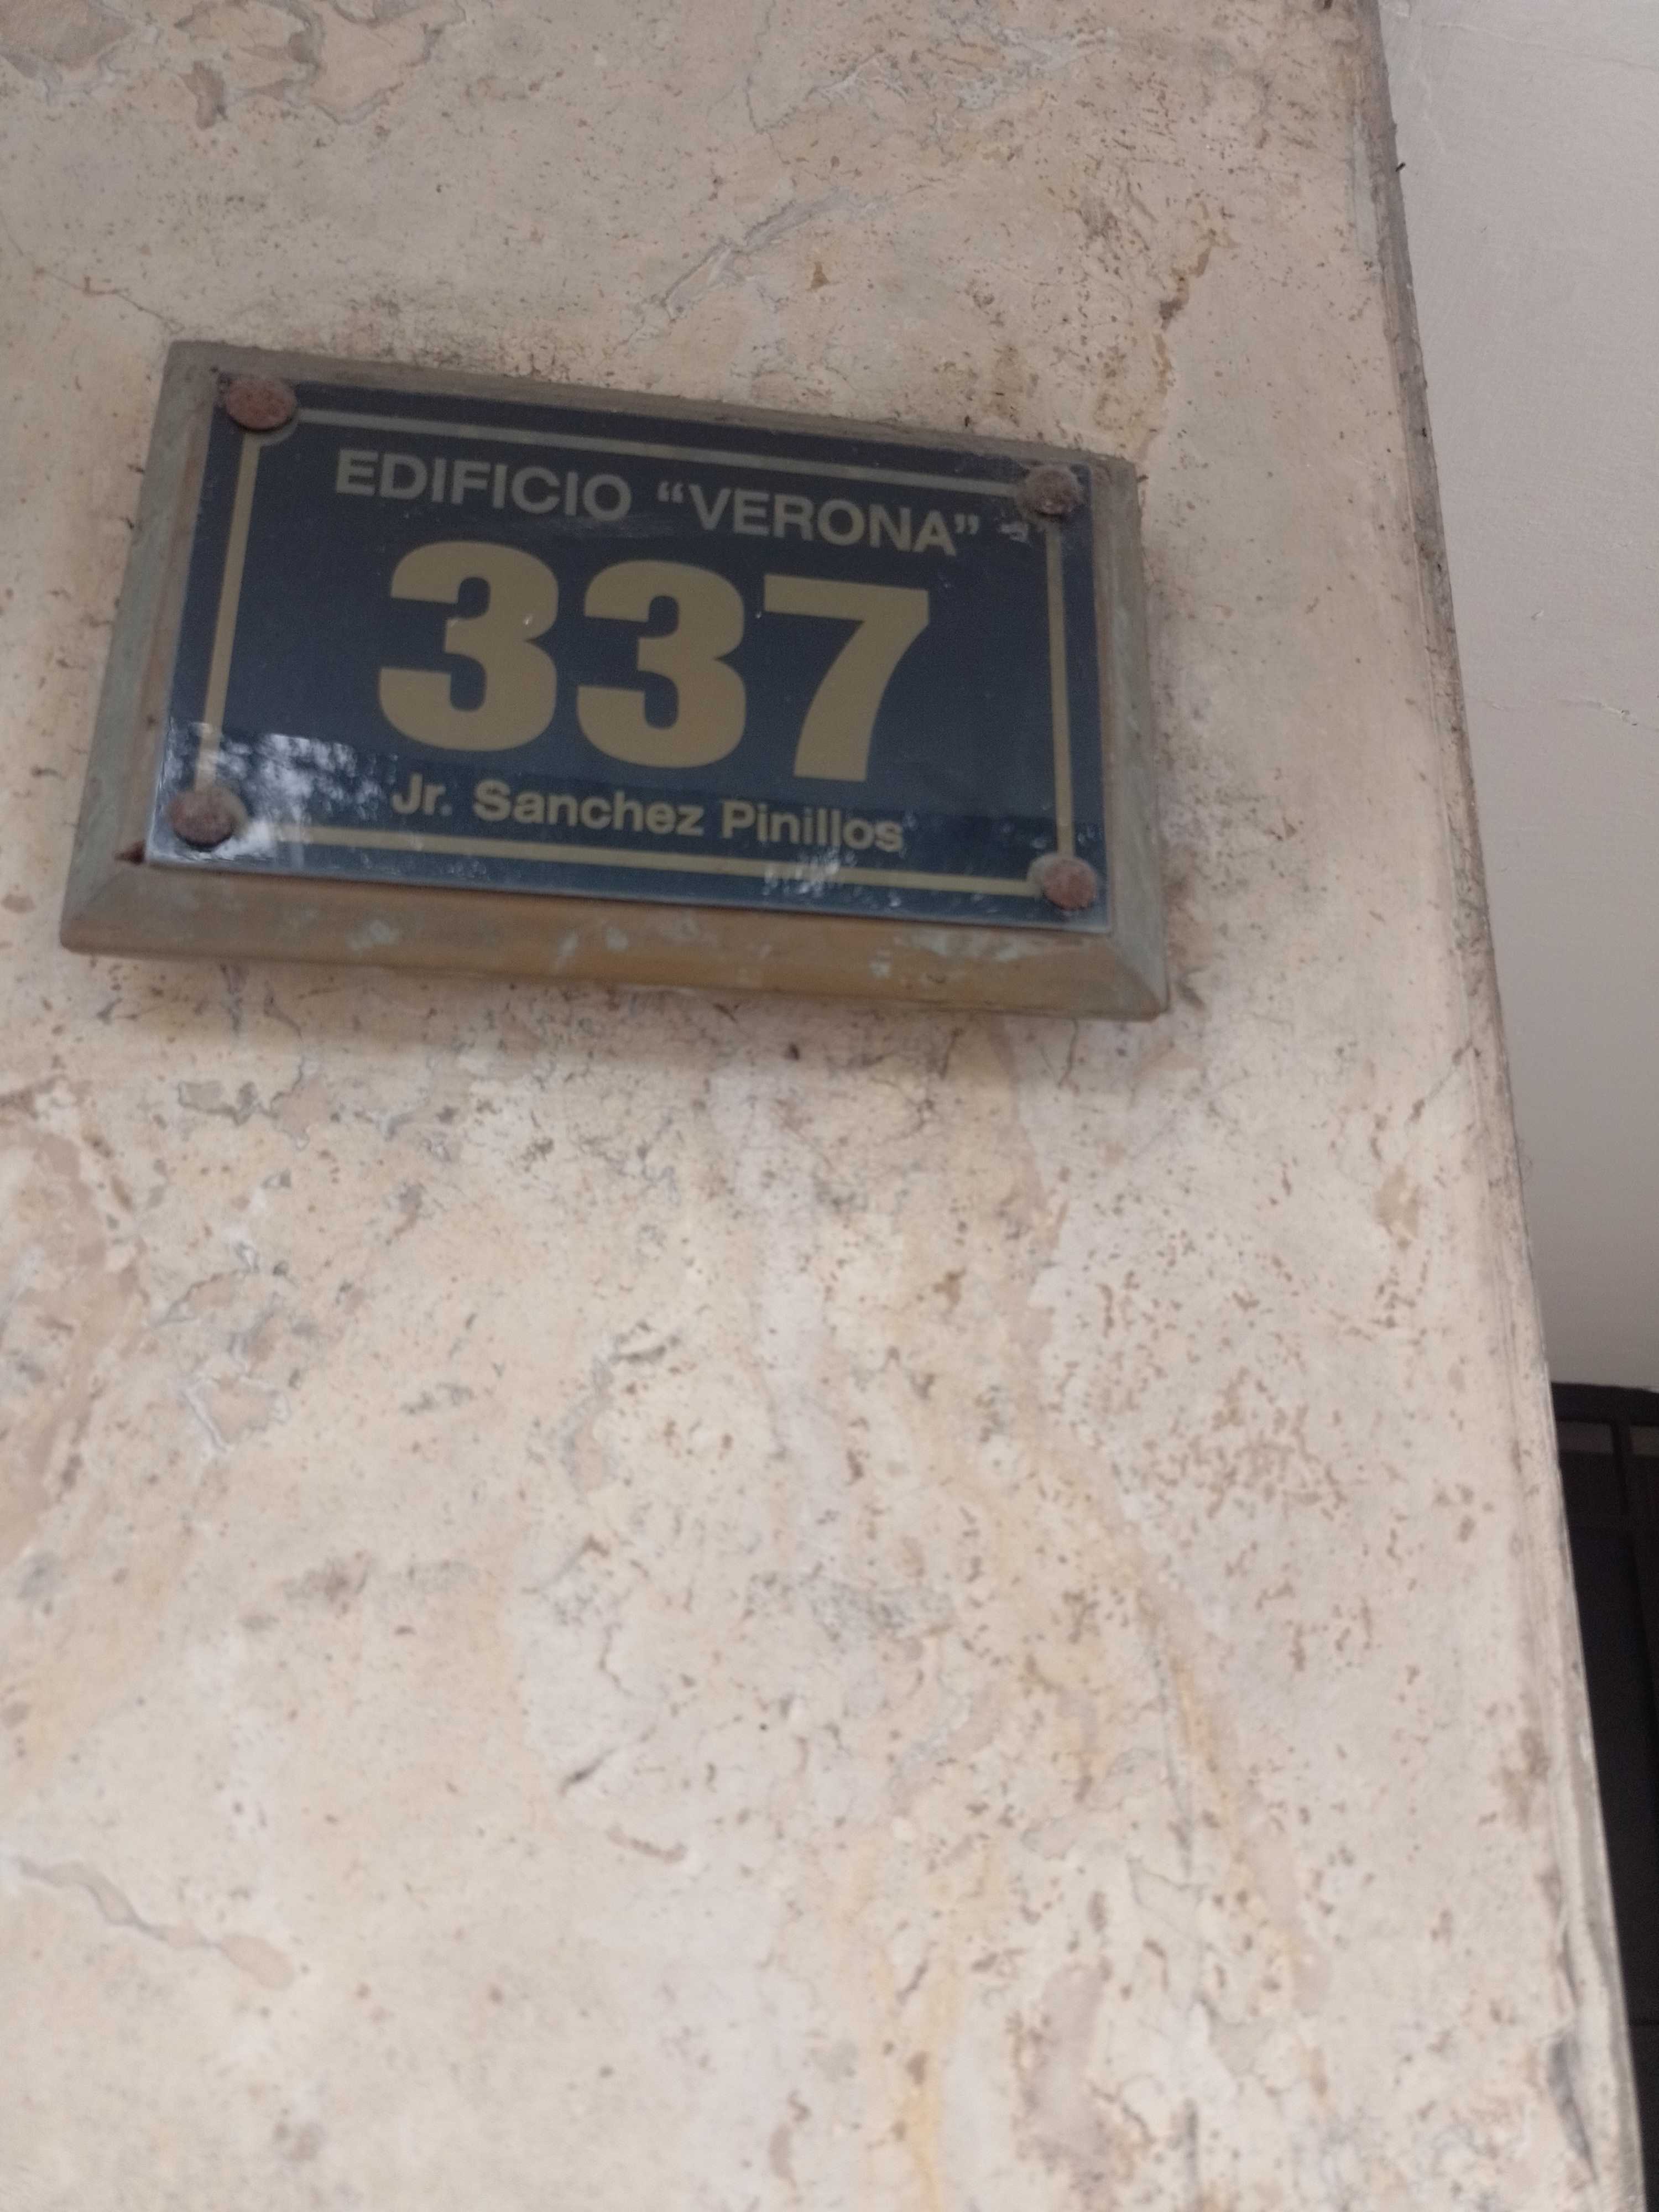 EDIFICIO “VERONA”
337
Jr. Sanchez Pinillos